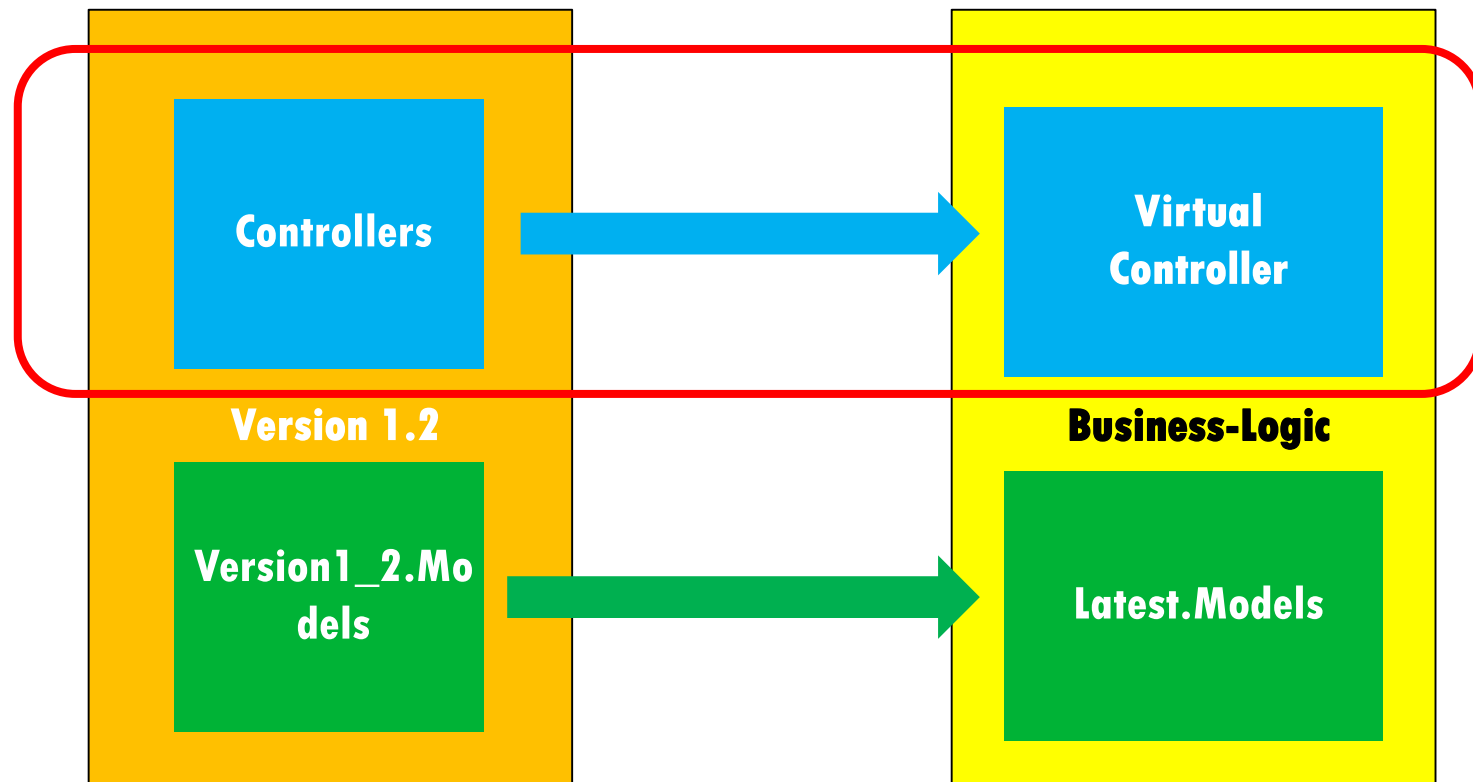 Controllers
Virtual
Controller
Version 1.2
Business-Logic
Version1_2.Mo
dels
Latest.Models